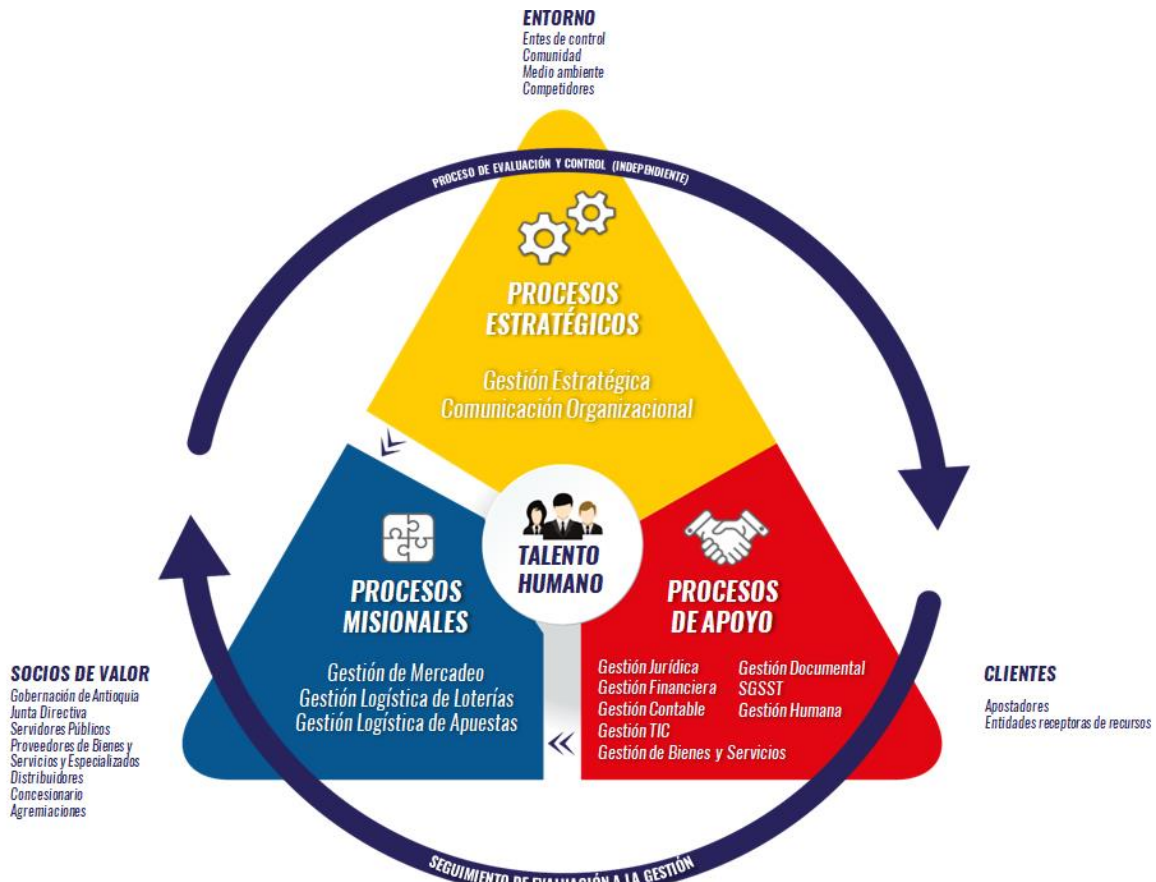 ENTORNO
Entes de control
Comunidad
Medio ambiente
Competidores
PROCESO DE EVALUACIÓN Y CONTROL (INDEPENDIENTE)
PROCESOS
ESTRATÉGICOS
Gestión Estratégica
Comunicación Organizacional
TALENTO
HUMANO
PROCESOS
MISIONALES
Gestión de Mercadeo
Gestión Logística de Loterías
Gestión Logística de Apuestas
PROCESOS
DE APOYO
Gestión Jurídica
Gestión Financiera
Gestión Contable
Gestión TIC
Gestión de Bienes y Servicios
Gestión Documental
SGSST
Gestión Humana
SOCIOS DE VALOR
Gobernación de Antioquia
Junta Directiva
Servidores Públicos
Proveedores de Bienes y
Servicios y Especializados
Distribuidores
Concesionario
Agremiaciones
CLIENTES
Apostadores
Entidades receptoras de recursos
SEGUIMIENTO DE EVALUACIÓN A LA GESTIÓN